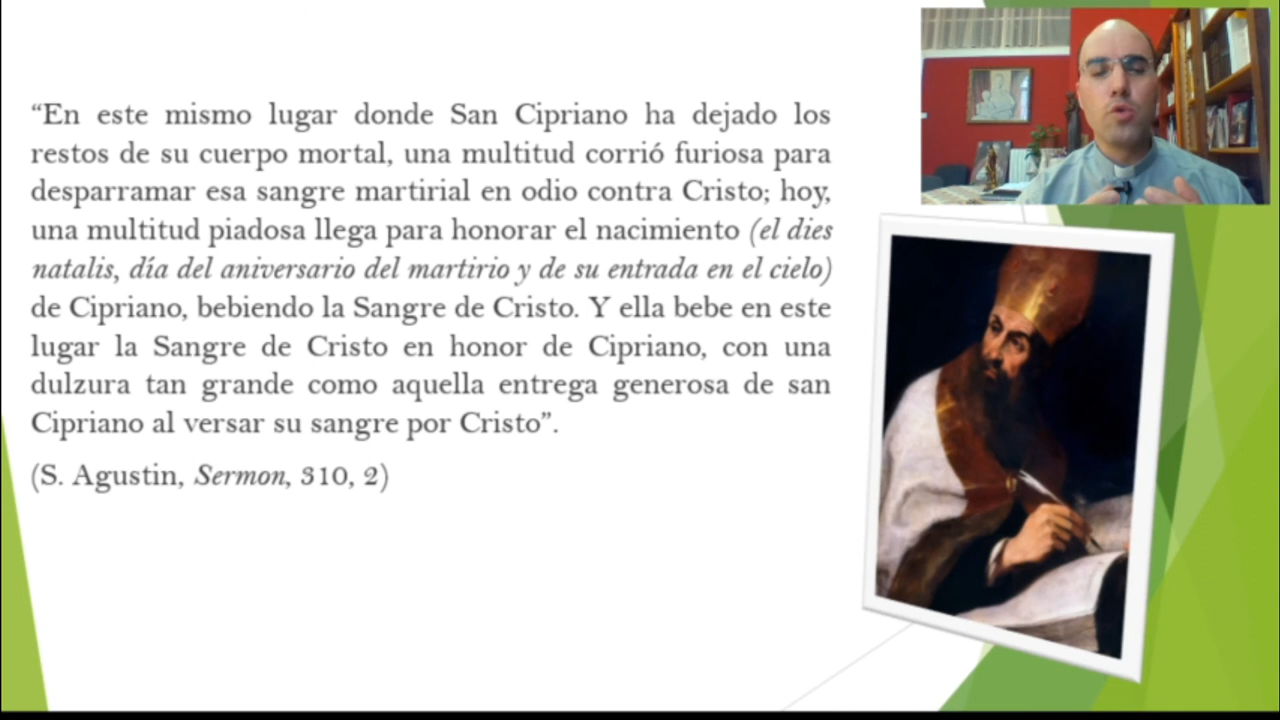 “En este mismo lugar donde San Cipriano ha dejado los
restos de su cuerpo mortal, una multitud corrió furiosa para
desparramar esa sangre martirial en odio contra Cristo; hoy,
una multitud piadosa llega para honorar el nacimiento (el dies
natalis, día del aniversario del martirio y de su entrada en el cielo)
de Cipriano, bebiendo la Sangre de Cristo. Y ella bebe en este
lugar la Sangre de Cristo en honor de Cipriano, con una
dulzura tan grande como aquella entrega generosa de san
Cipriano al versar su sangre por Cristo”.
(S. Agustin, Sermon, 310, 2)